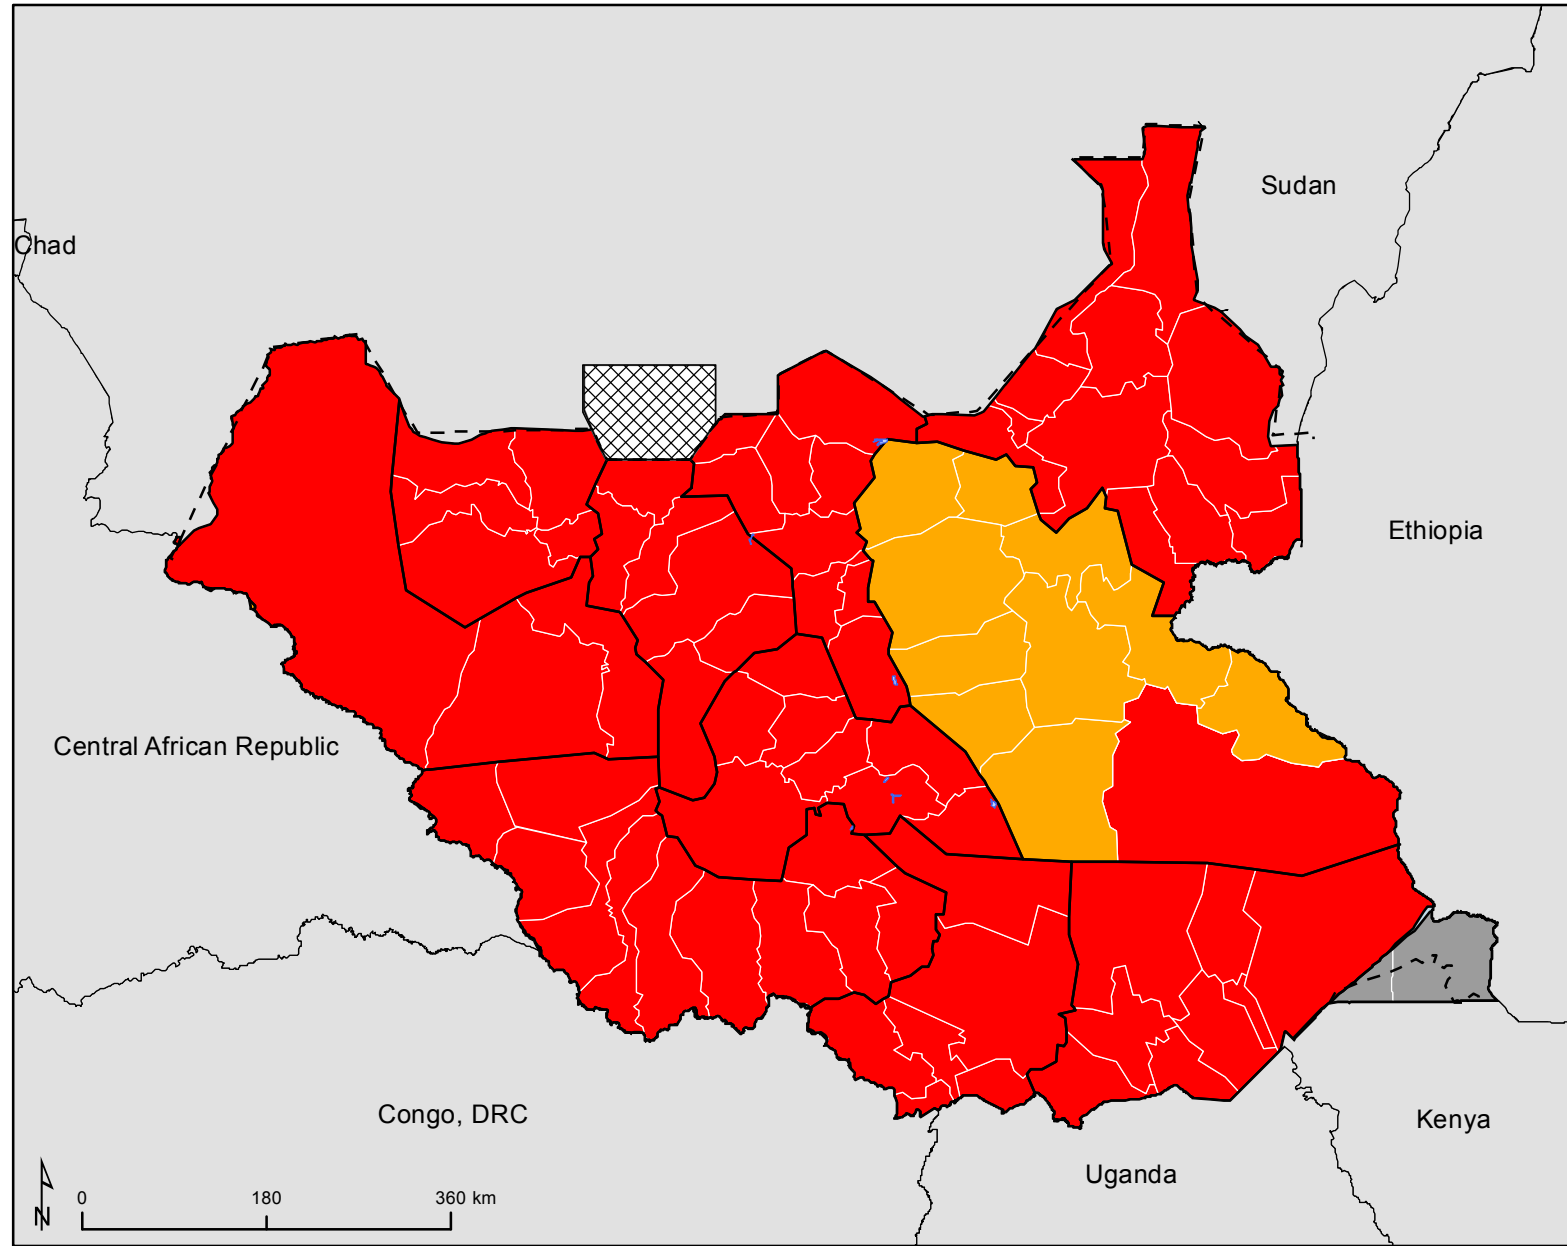 Sudan
Chad
Ethiopia
Central African Republic
Congo, DRC
Kenya
Uganda
N
0 180 360 km